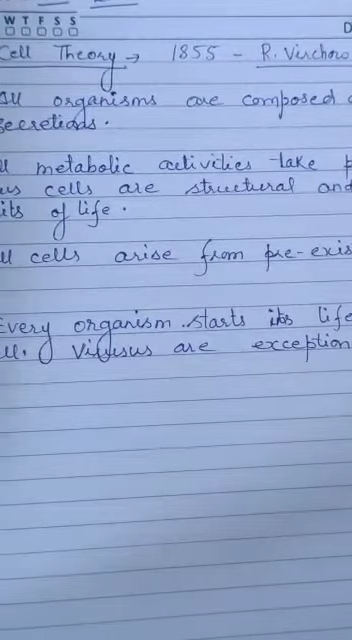 W T F S S
D
Cell Theory → 1855 - R. Virchow
All organisms are composed
secretions.
metabolic activities take
cells are structural and
of life.
cells arise from pre-exis
Every organism starts its life
Virusus are exception